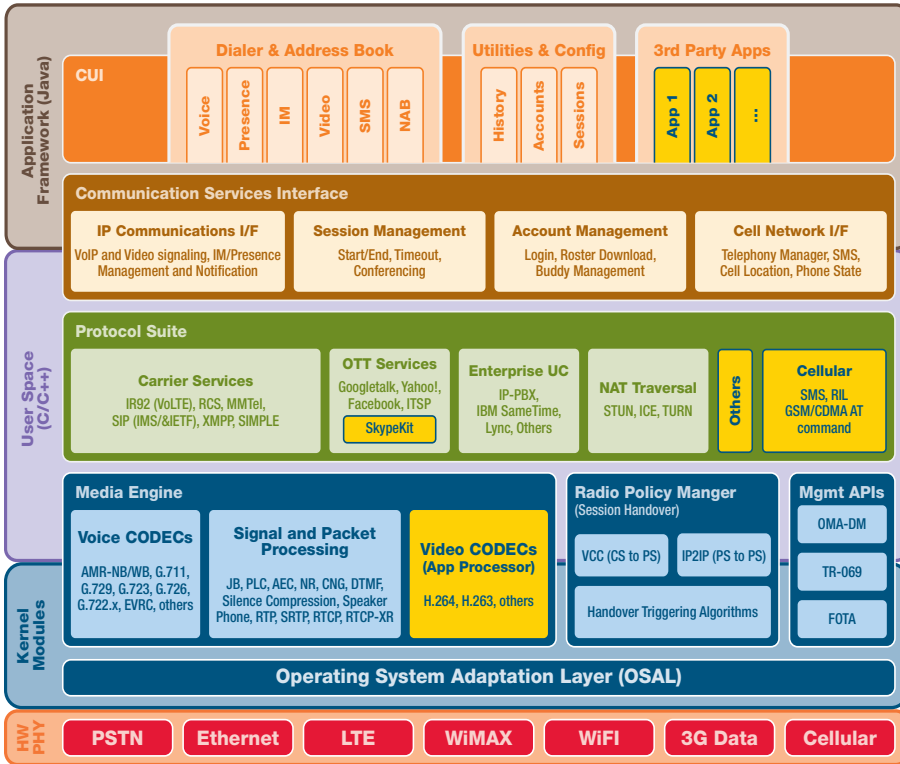 Application
Framework (Java)
CUI
Dialer & Address Book
Voice
Presence
IM
Video
SMS
NAB
Utilities & Config
History
Accounts
Sessions
3rd Party Apps
App 1
App 2
...
Communication Services Interface
IP Communications I/F
VoIP and Video signaling, IM/Presence
Management and Notification
Session Management
Start/End, Timeout,
Conferencing
Account Management
Login, Roster Download,
Buddy Management
Cell Network I/F
Telephony Manager, SMS,
Cell Location, Phone State
User Space
(C/C++)
Protocol Suite
Carrier Services
IR92 (VoLTE), RCS, MMTel,
SIP (IMS/&IETF), XMPP, SIMPLE
OTT Services
Googletalk, Yahoo!,
Facebook, ITSP
SkypeKit
Enterprise UC
IP-PBX,
IBM SameTime,
Lync, Others
NAT Traversal
STUN, ICE, TURN
Others
Cellular
SMS, RIL
GSM/CDMA AT
command
Media Engine
Voice CODECs
AMR-NB/WB, G.711,
G.729, G.723, G.726,
G.722.x, EVRC, others
Signal and Packet
Processing
JB, PLC, AEC, NR, CNG, DTMF,
Silence Compression, Speaker
Phone, RTP, SRTP, RTCP, RTCP-XR
Video CODECs
(App Processor)
H.264, H.263, others
Radio Policy Manger
(Session Handover)
VCC (CS to PS)
IP2IP (PS to PS)
Handover Triggering Algorithms
Mgmt APIs
OMA-DM
TR-069
FOTA
Kernel
Modules
Operating System Adaptation Layer (OSAL)
HW
PHY
PSTN
Ethernet
LTE
WiMAX
WiFI
3G Data
Cellular